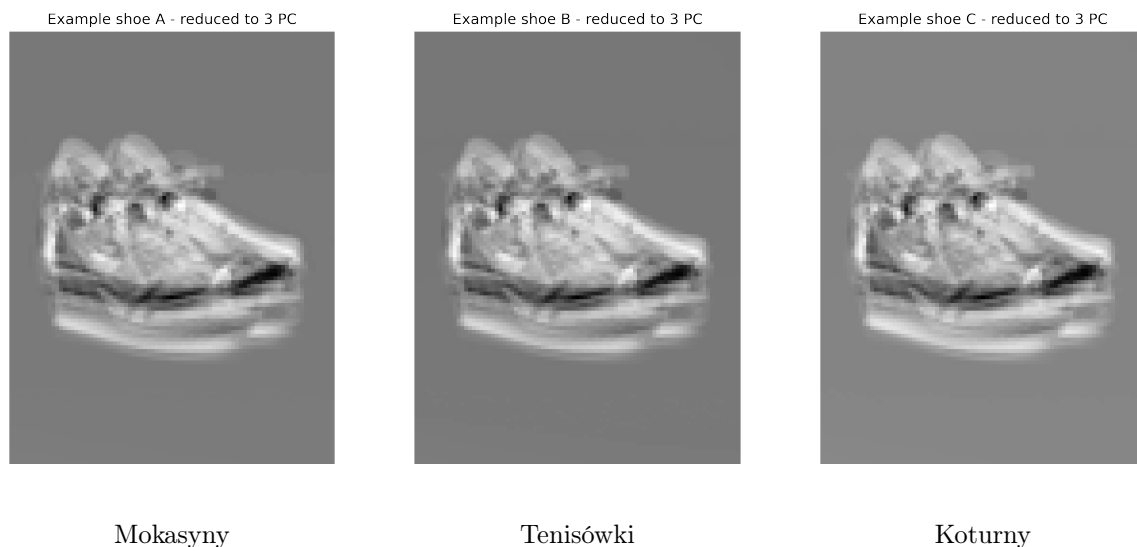 Example shoe A - reduced to 3 PC
Example shoe B - reduced to 3 PC
Example shoe C - reduced to 3 PC
Mokasyny
Tenisówki
Koturny